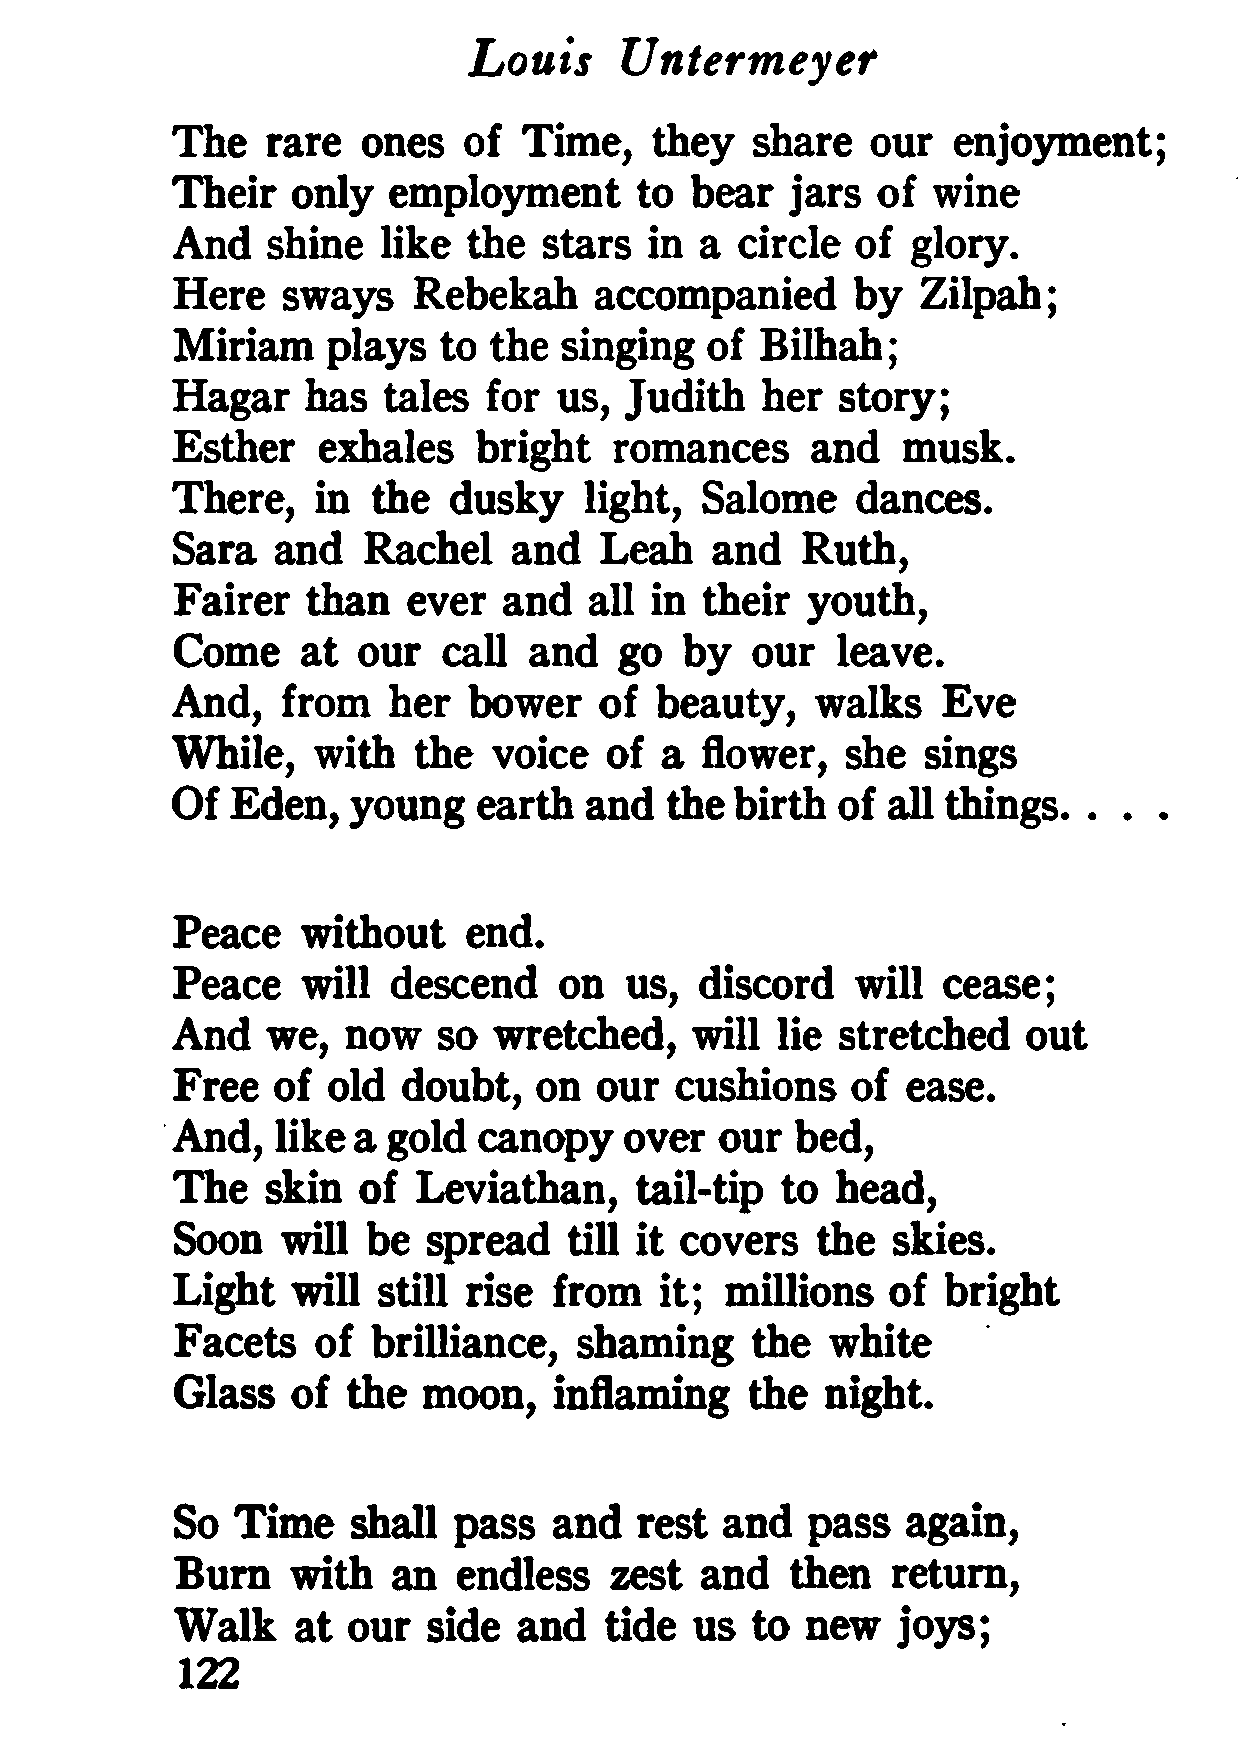 Louis Untermeyer
The rare ones of Time, they share our enjoyment;
Their only employment to bear jars of wine
And shine like the stars in a circle of glory.
Here sways Rebekah accompanied by Zilpah;
Miriam plays to the singing of Bilhah;
Hagar has tales for us, Judith her story;
Esther exhales bright romances and musk.
There, in the dusky light, Salome dances.
Sara and Rachel and Leah and Ruth,
Fairer than ever and all in their youth,
Come at our call and go by our leave.
And, from her bower of beauty, walks Eve
While, with the voice of a flower, she sings
Of Eden, young earth and the birth of all things. . . .
Peace without end.
Peace will descend on us, discord will cease;
And we, now so wretched, will lie stretched out
Free of old doubt, on our cushions of ease.
And, like a gold canopy over our bed,
The skin of Leviathan, tail-tip to head,
Soon will be spread till it covers the skies.
Light will still rise from it; millions of bright
Facets of brilliance, shaming the white
Glass of the moon, inflaming the night.
So Time shall pass and rest and pass again,
Burn with an endless zest and then return,
Walk at our side and tide us to new joys;
122